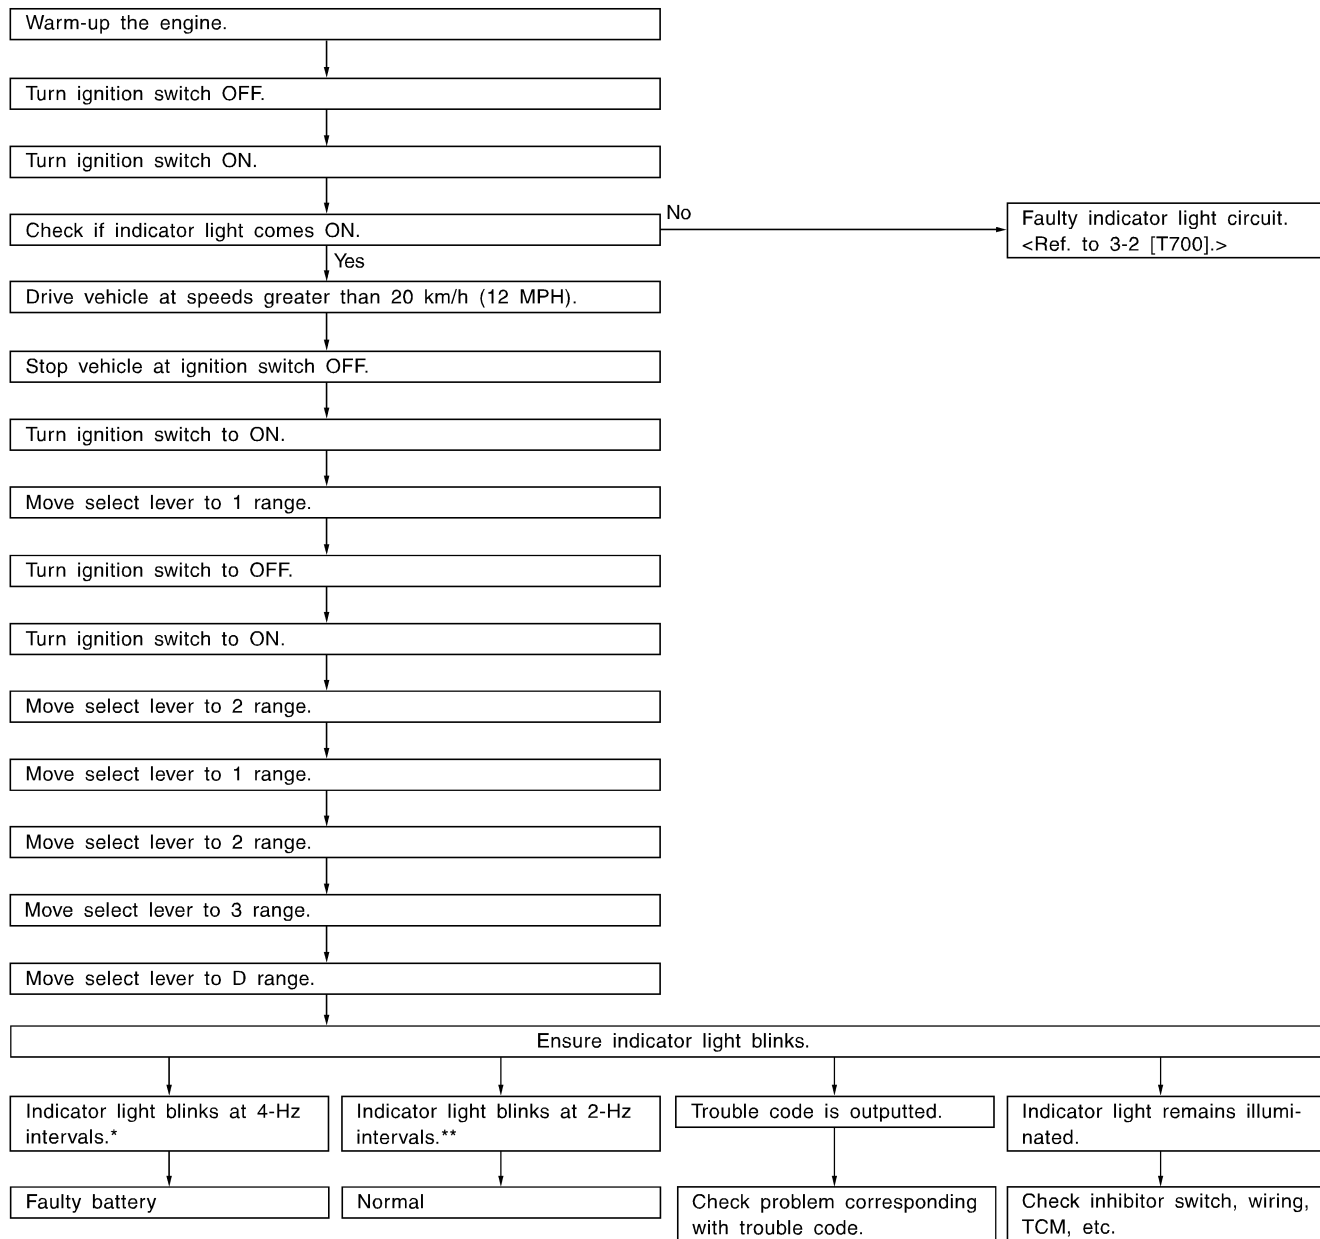 Warm-up the engine.
Turn ignition switch OFF.
Turn ignition switch ON.
Check if indicator light comes ON.
No
Faulty indicator light circuit.
<Ref. to 3-2 [T700].>
Yes
Drive vehicle at speeds greater than 20 km/h (12 MPH).
Stop vehicle at ignition switch OFF.
Turn ignition switch to ON.
Move select lever to 1 range.
Turn ignition switch to OFF.
Turn ignition switch to ON.
Move select lever to 2 range.
Move select lever to 1 range.
Move select lever to 2 range.
Move select lever to 3 range.
Move select lever to D range.
Ensure indicator light blinks.
Indicator light blinks at 4-Hz
intervals.*
Indicator light blinks at 2-Hz
intervals.**
Trouble code is outputted.
Indicator light remains illumi-
nated.
Faulty battery
Normal
Check problem corresponding
with trouble code.
Check inhibitor switch, wiring,
TCM, etc.